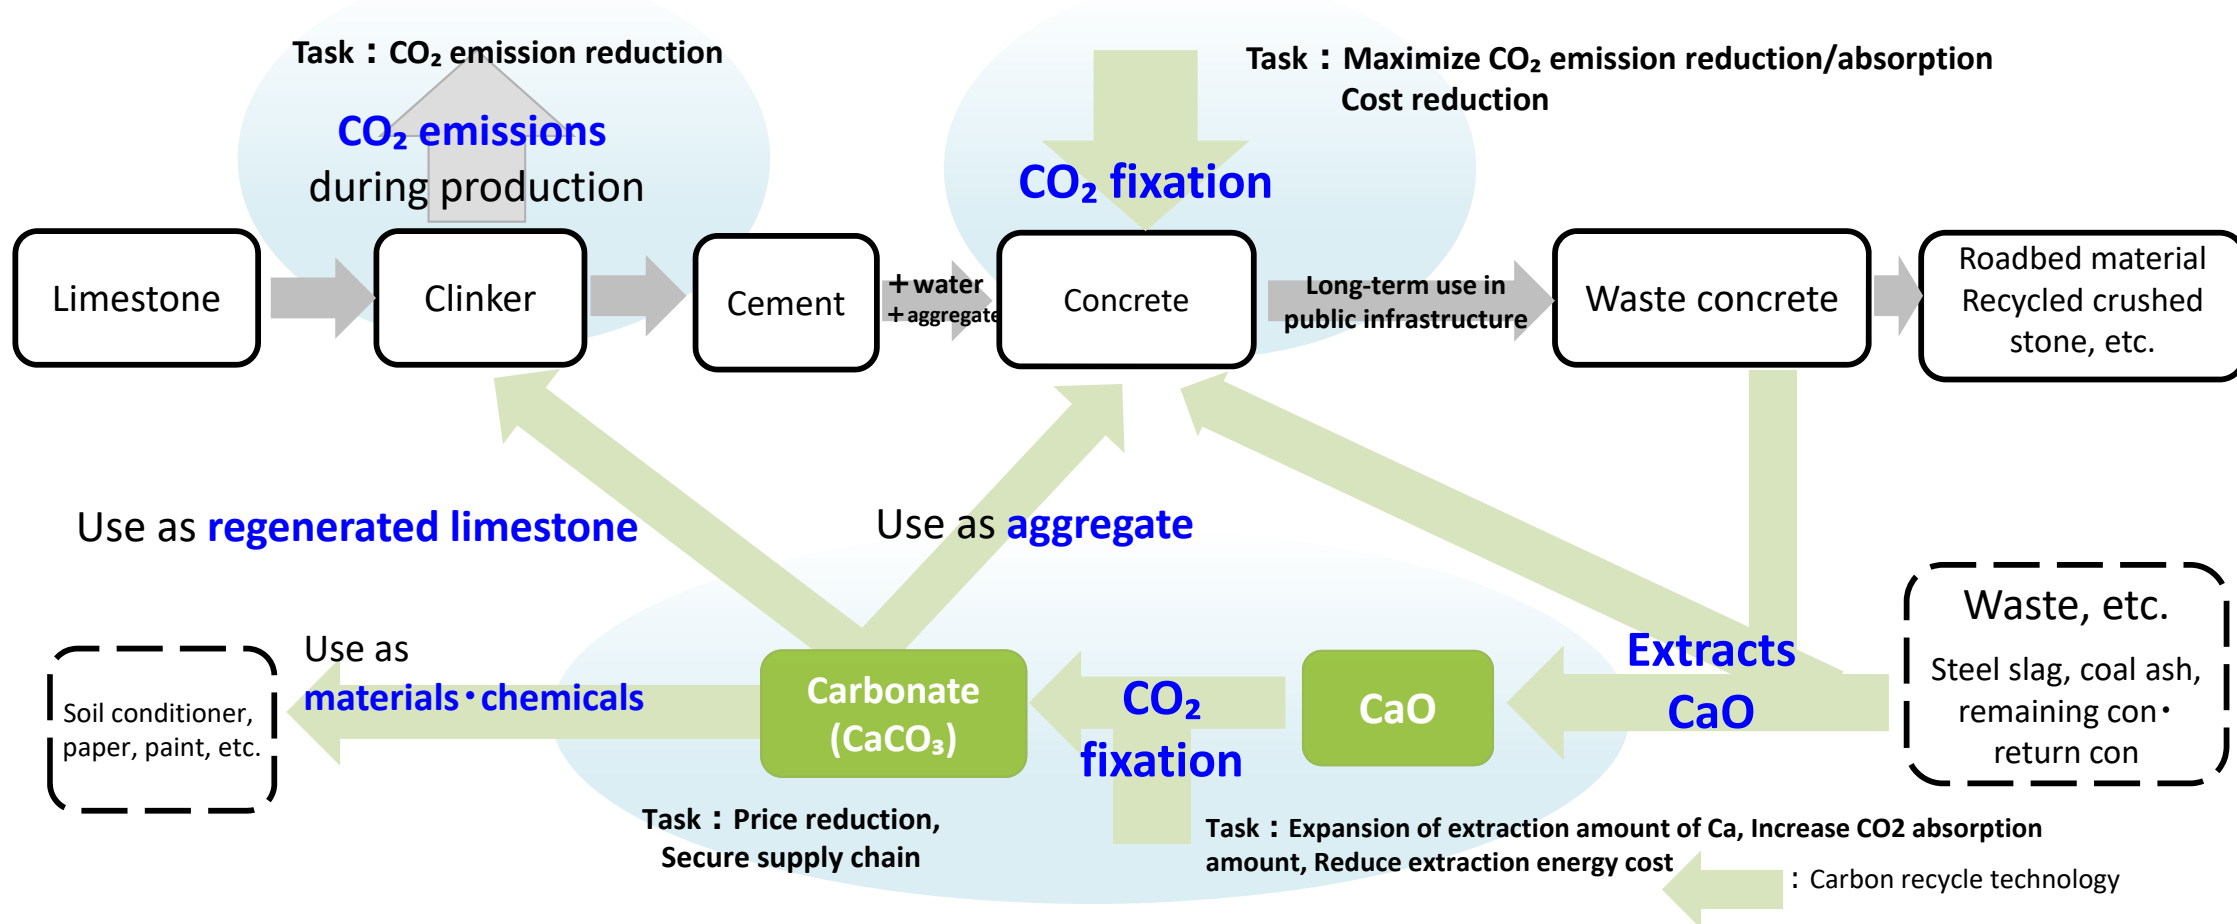 Task：CO₂ emission reduction
CO₂ emissions
during production
Task：Maximize CO₂ emission reduction/absorption
Cost reduction
CO₂ fixation
Limestone
Clinker
Cement
＋water
＋aggregate
Concrete
Long-term use in
public infrastructure
Waste concrete
Roadbed material
Recycled crushed
stone, etc.
Use as regenerated limestone
Use as aggregate
Waste, etc.
Steel slag, coal ash,
remaining con・
return con
Extracts
CaO
CaO
CO₂
fixation
Carbonate
(CaCO₃)
Use as
materials・chemicals
Soil conditioner,
paper, paint, etc.
Task：Price reduction,
Secure supply chain
Task：Expansion of extraction amount of Ca, Increase CO2 absorption
amount, Reduce extraction energy cost
：Carbon recycle technology